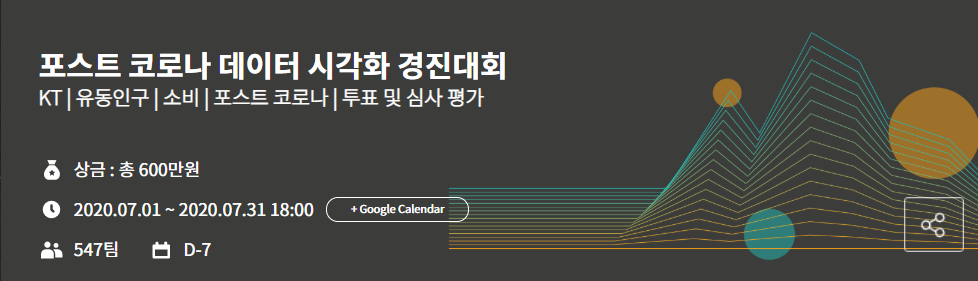 포스트 코로나 데이터 시각화 경진대회
KT | 유동인구 | 소비 | 포스트 코로나 | 투표 및 심사 평가
상금 : 총 600만원
2020.07.01 ~ 2020.07.31 18:00 + Google Calendar
547팀 D-7